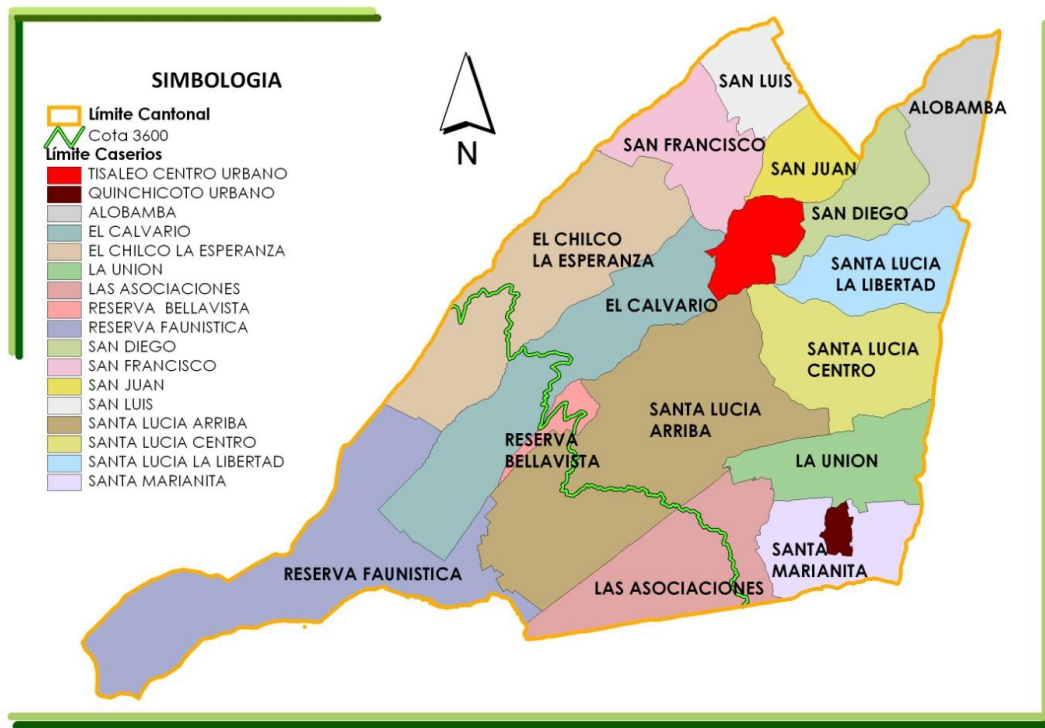 SIMBOLOGIA
Límite Cantonal
Cota 3600
Límite Caserios
TISALEO CENTRO URBANO
QUINCHICOTO URBANO
ALOBAMBA
EL CALVARIO
EL CHILCO LA ESPERANZA
LA UNION
LAS ASOCIACIONES
RESERVA BELLAVISTA
RESERVA FAUNISTICA
SAN DIEGO
SAN FRANCISCO
SAN JUAN
SAN LUIS
SANTA LUCIA ARRIBA
SANTA LUCIA CENTRO
SANTA LUCIA LA LIBERTAD
SANTA MARIANITA
N
SAN LUIS
ALOBAMBA
SAN FRANCISCO
SAN JUAN
SAN DIEGO
EL CHILCO
LA ESPERANZA
SANTA LUCIA
LA LIBERTAD
EL CALVARIO
SANTA LUCIA
CENTRO
SANTA LUCIA
ARRIBA
RESERVA
BELLAVISTA
LA UNION
SANTA
MARIANITA
RESERVA FAUNISTICA
LAS ASOCIACIONES